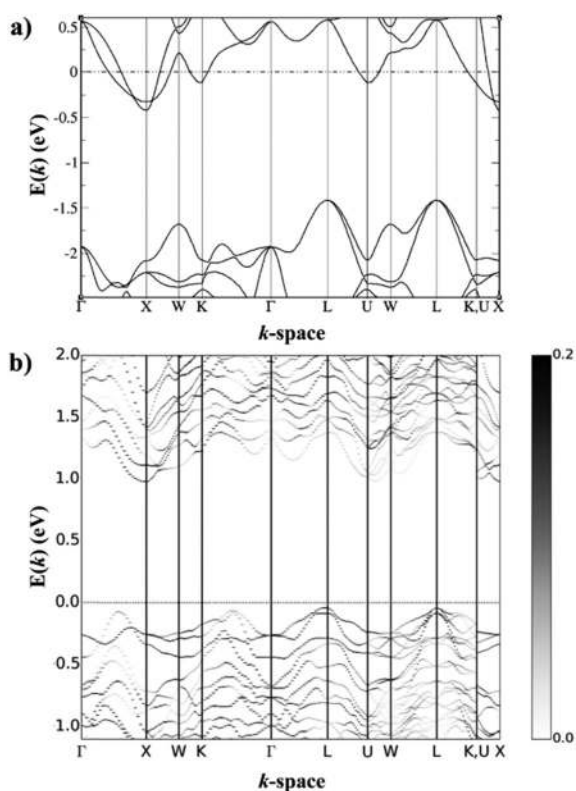 a)
0.5
0
-0.5
-1
-1.5
-2
E(k) (eV)
Γ X W K Γ L U W L K,U X
k-space
b)
2.0
1.5
1.0
0.5
0.0
0.5
1.0
E(k) (eV)
Γ X W K Γ L U W L K,U X
k-space
0.2
0.0